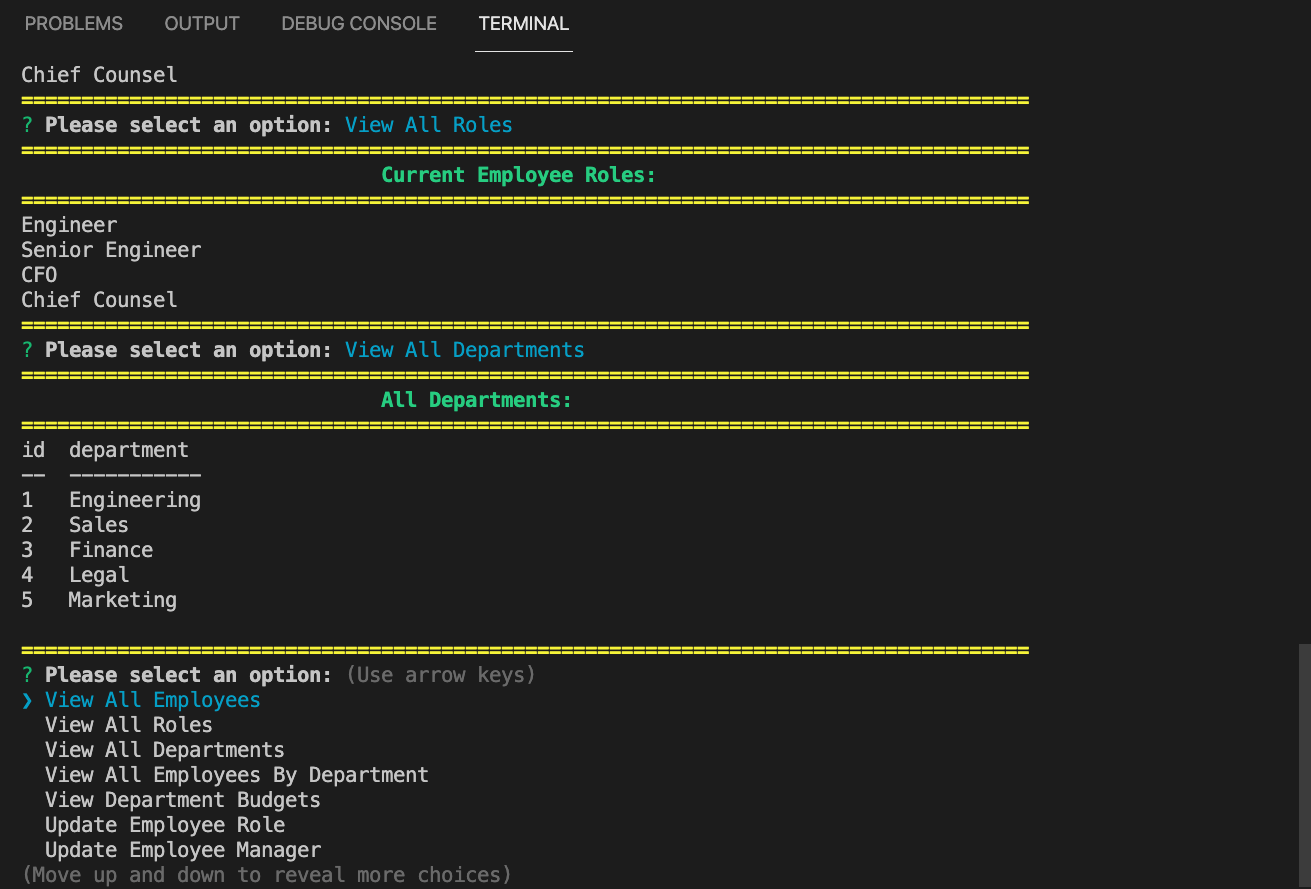 PROBLEMS OUTPUT DEBUG CONSOLE TERMINAL
Chief Counsel
====================================================================================
? Please select an option: View All Roles
====================================================================================
Current Employee Roles:
====================================================================================
Engineer
Senior Engineer
CFO
Chief Counsel
====================================================================================
? Please select an option: View All Departments
====================================================================================
All Departments:
====================================================================================
id  department
--  -----------
1   Engineering
2   Sales
3   Finance
4   Legal
5   Marketing
====================================================================================
? Please select an option: (Use arrow keys)
❯ View All Employees
View All Roles
View All Departments
View All Employees By Department
View Department Budgets
Update Employee Role
Update Employee Manager
(Move up and down to reveal more choices)